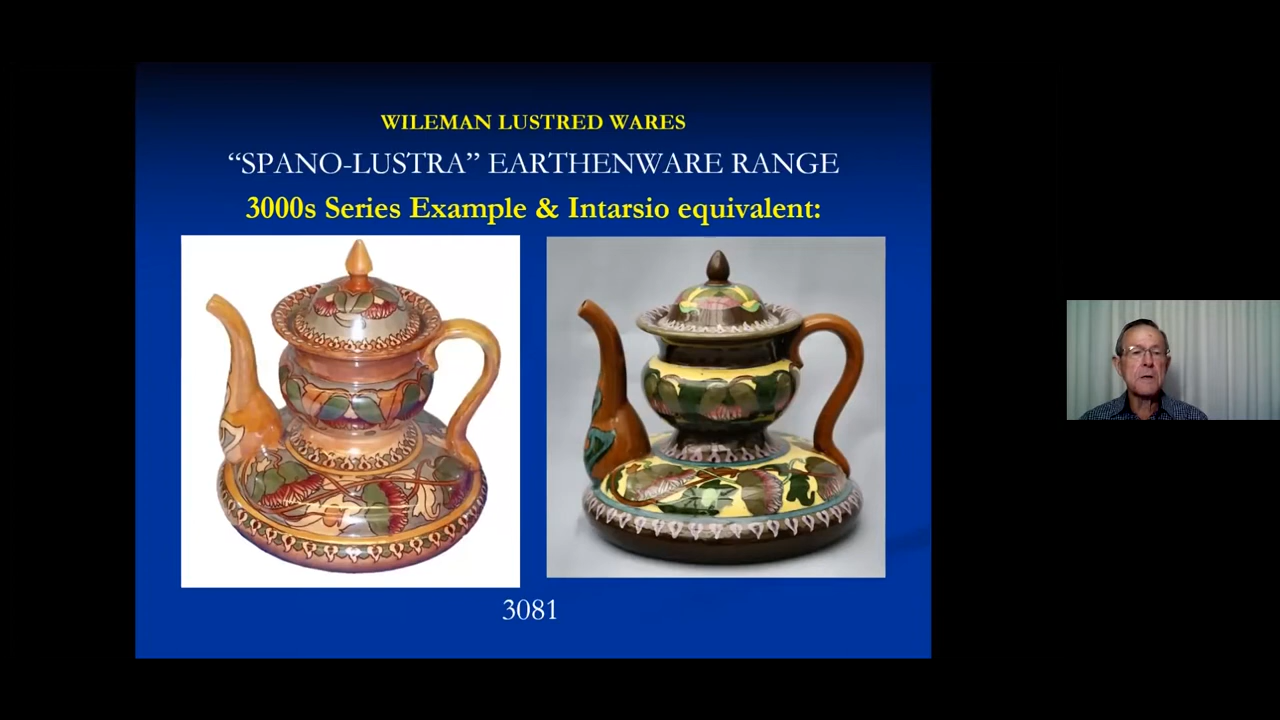 WILEMAN LUSTRED WARES
“SPANO-LUSTRA” EARTHENWARE RANGE
3000s Series Example & Intarsio equivalent:
3081